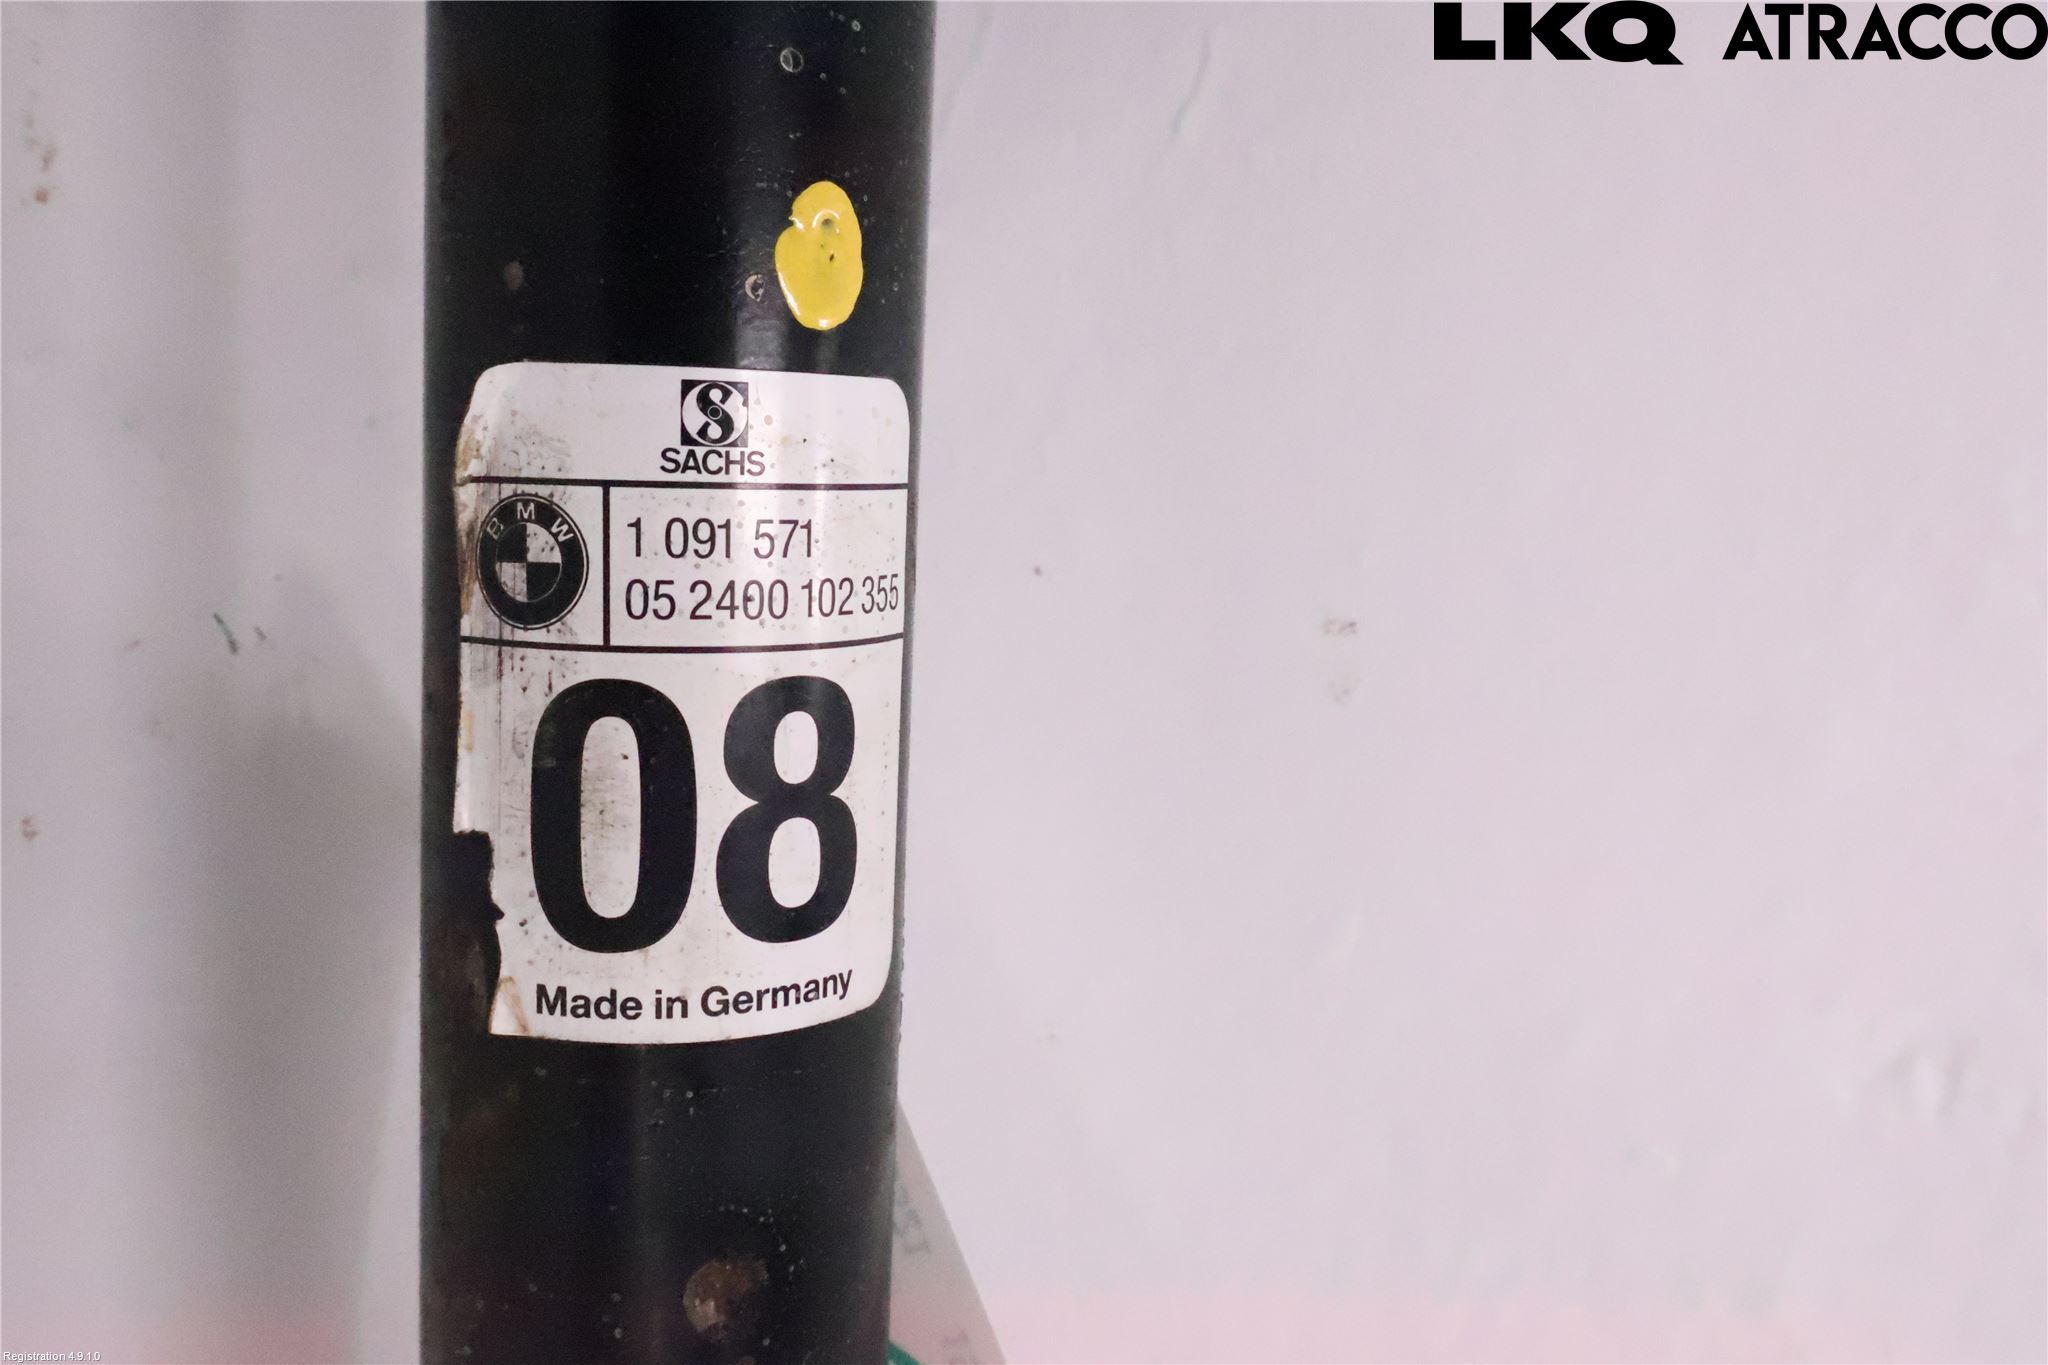 LKQ ATRACCO
SACHS
BMW
1 091 571
05 2400 102 355
08
Made in Germany
Registration 4.9.1.0